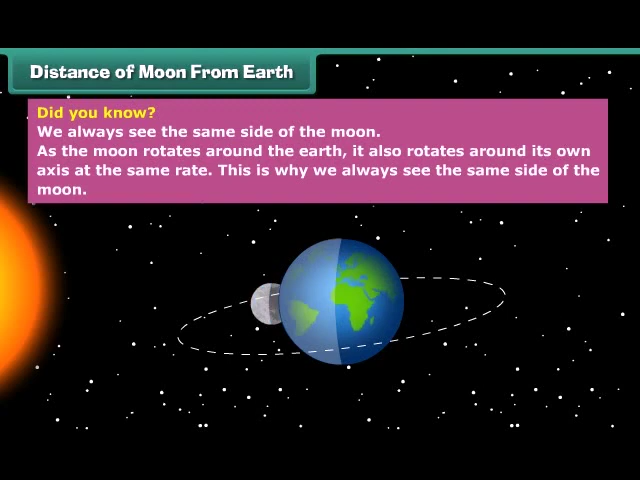 Distance of Moon From Earth
Did you know?
We always see the same side of the moon.
As the moon rotates around the earth, it also rotates around its own
axis at the same rate. This is why we always see the same side of the
moon.